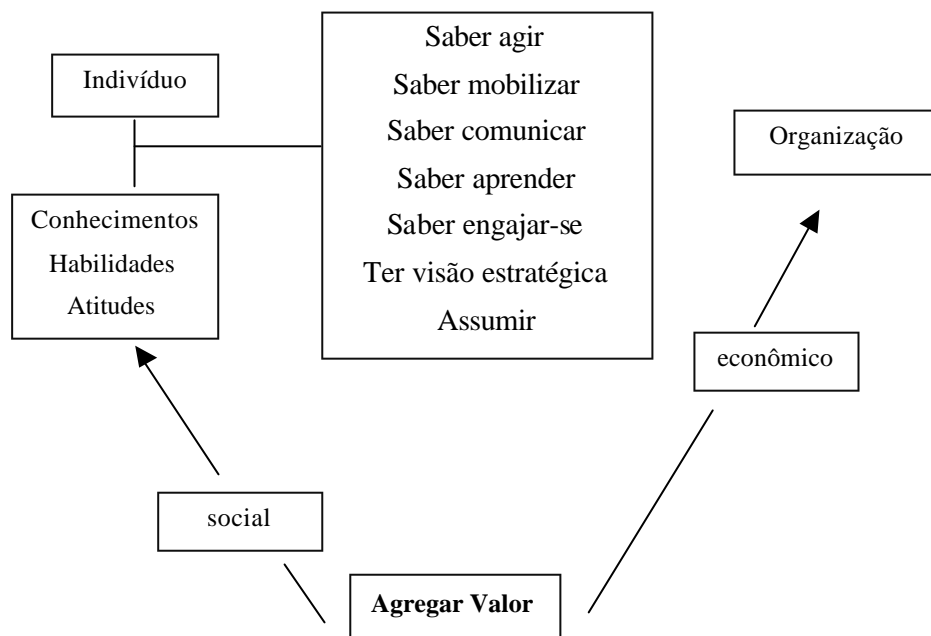 Indivíduo
Saber agir
Saber mobilizar
Saber comunicar
Saber aprender
Saber engajar-se
Ter visão estratégica
Assumir
Organização
Conhecimentos
Habilidades
Atitudes
econômico
social
Agregar Valor